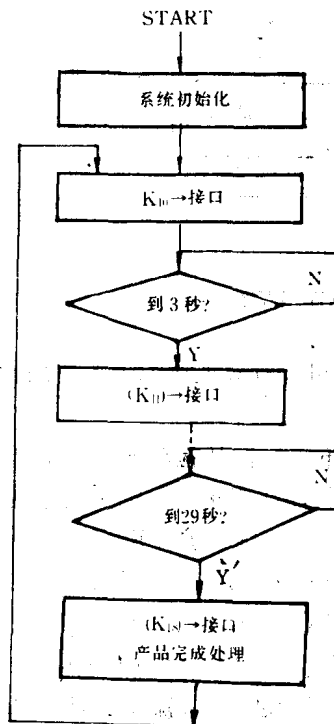 START
系统初始化
K₁₀→接口
N
到3秒?
Y
(K₁₁)→接口
N
到29秒?
Y
(K₁₈)→接口
产品完成处理